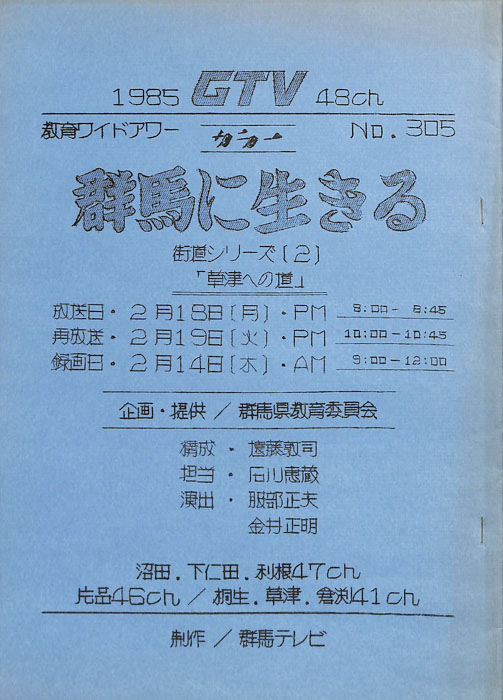 1985 GTV 48ch
教育ワイドアワー カラー No.305
群馬に生きる
街道シリーズ〔2〕
「草津への道」
放送日・2月18日〔月〕・PM 8:00- 8:45
再放送・2月19日〔火〕・PM 10:00-10:45
録画日・2月14日〔木〕・AM 9:00-12:00
企画・提供／群馬県教育委員会
構成・遠藤敦司
担当・石川恵蔵
演出・服部正夫
金井正明
沼田．下仁田．利根47ch
片品46ch／桐生．草津．倉渕41ch
制作／群馬テレビ